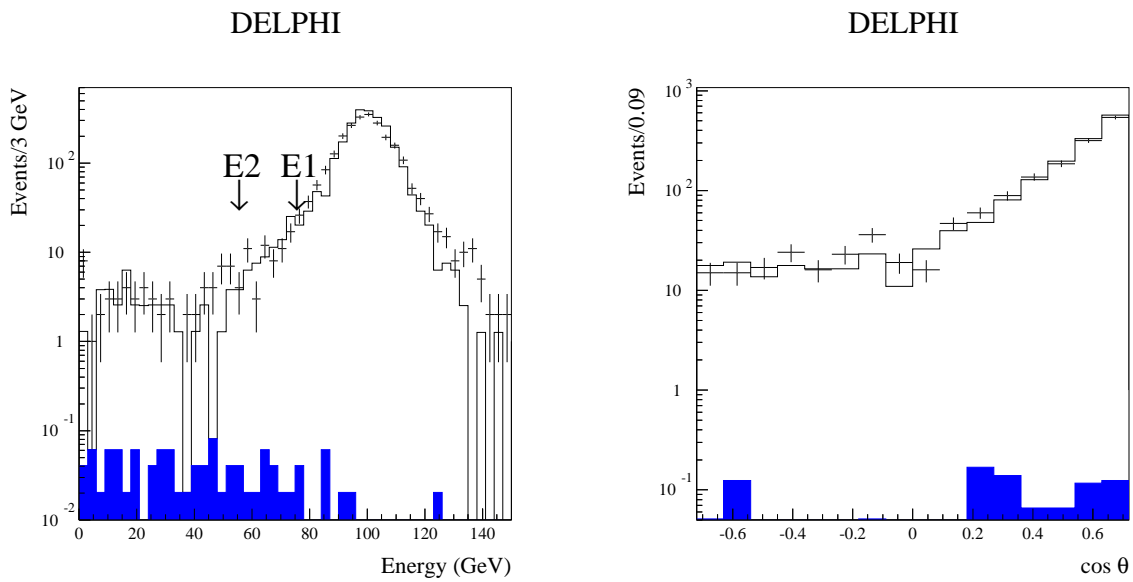 DELPHI
Events/3 GeV
10 2
10
1
10 -1
10 -2
E2 E1
0 20 40 60 80 100 120 140
Energy (GeV)
DELPHI
Events/0.09
10 3
10 2
10
1
10 -1
-0.6 -0.4 -0.2 0 0.2 0.4 0.6
cos θ